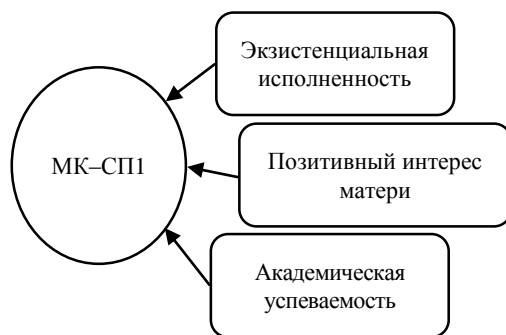 Экзистенциальная
исполненность
МК–СП1
Позитивный интерес
матери
Академическая
успеваемость